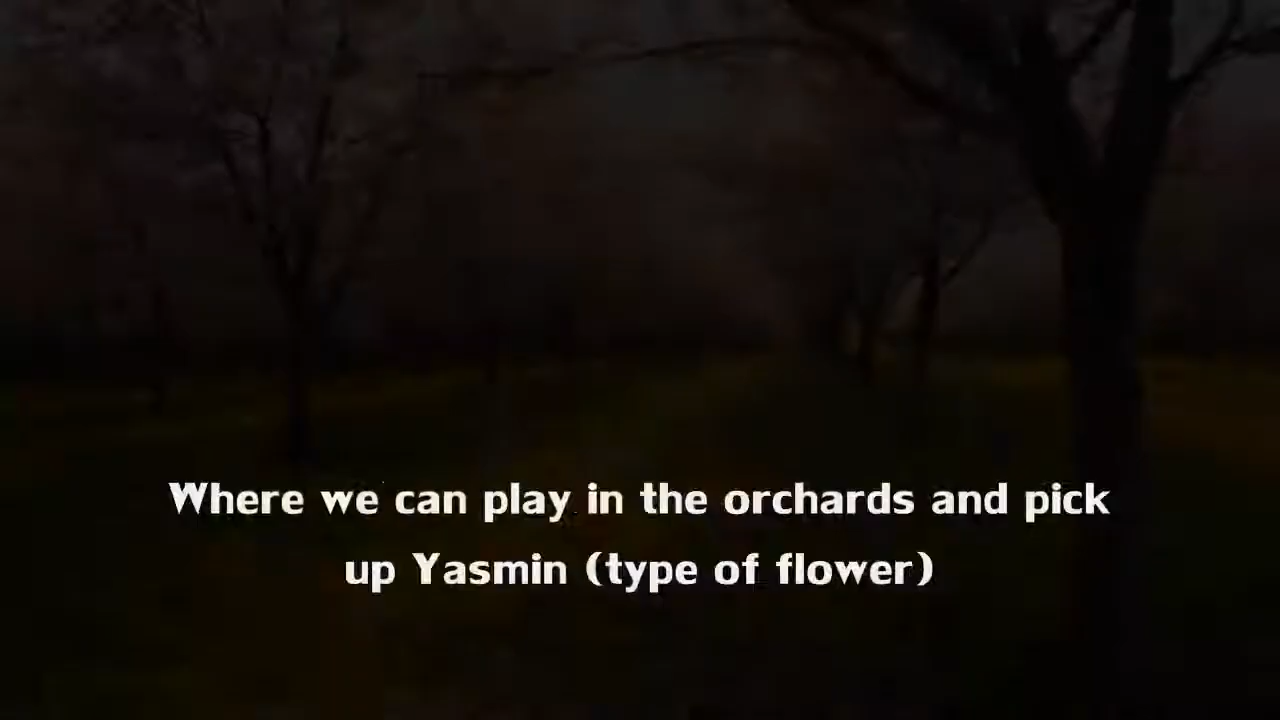 Where we can play in the orchards and pick
up Yasmin (type of flower)